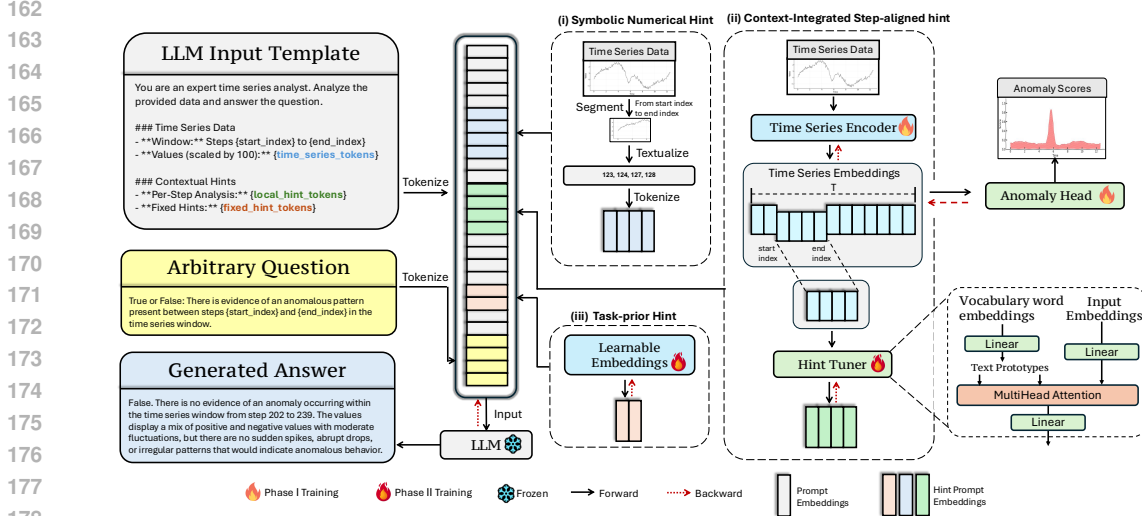 162
163
164
165
166
167
168
169
170
171
172
173
174
175
176
177
178
LLM Input Template
You are an expert time series analyst. Analyze the
provided data and answer the question.
### Time Series Data
- **Window:** Steps {start_index} to {end_index}
- **Values (scaled by 100):** {time_series_tokens}
### Contextual Hints
- **Per-Step Analysis:** {local_hint_tokens}
- **Fixed Hints:** {fixed_hint_tokens}
Tokenize
Arbitrary Question
True or False: There is evidence of an anomalous pattern
present between steps {start_index} and {end_index} in
the time series window.
Tokenize
Generated Answer
False. There is no evidence of an anomaly occurring within
the time series window from step 202 to 239. The values
display a mix of positive and negative values with moderate
fluctuations, but there are no sudden spikes, abrupt drops,
or irregular patterns that would indicate anomalous behavior.
Input
LLM
(i) Symbolic Numerical Hint
Time Series Data
Segment
From start index
to end index
Textualize
123, 124, 127, 128
Tokenize
(iii) Task-prior Hint
Learnable
Embeddings
(ii) Context-Integrated Step-aligned hint
Time Series Data
Time Series Encoder
Time Series Embeddings
T
start
index
end
index
Hint Tuner
Anomaly Scores
Anomaly Head
Vocabulary word
embeddings
Input
Embeddings
Linear
Linear
Text Prototypes
MultiHead Attention
Linear
Phase I Training
Phase II Training
Frozen
Forward
Backward
Prompt
Embeddings
Hint Prompt
Embeddings